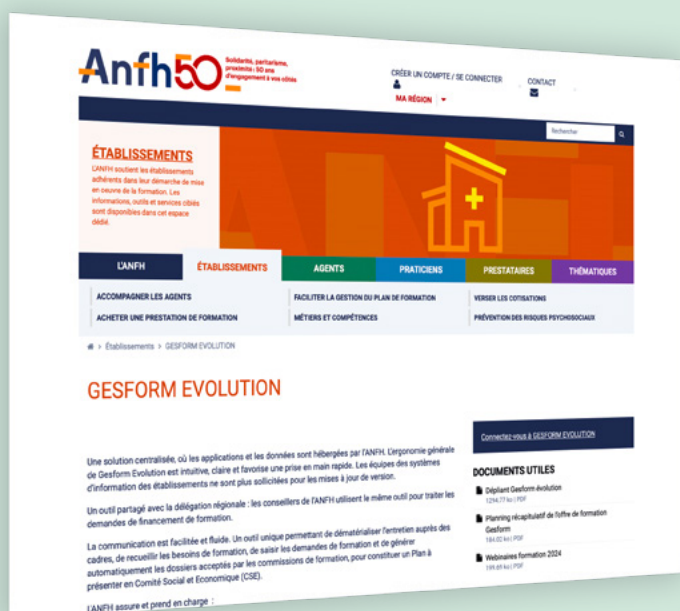 Anfh50
Solidarité, paritarisme,
proximité : 50 ans
d'engagement à vos côtés
CRÉER UN COMPTE / SE CONNECTER
CONTACT
MA RÉGION
Rechercher
ÉTABLISSEMENTS
L'ANFH soutient les établissements
adhérents dans leur démarche de mise
en oeuvre de la formation. Les
informations, outils et services ciblés
sont disponibles dans cet espace
dédié.
L'ANFH
ÉTABLISSEMENTS
AGENTS
PRATICIENS
PRESTATAIRES
THÉMATIQUES
ACCOMPAGNER LES AGENTS
FACILITER LA GESTION DU PLAN DE FORMATION
VERSER LES COTISATIONS
ACHETER UNE PRESTATION DE FORMATION
MÉTIERS ET COMPÉTENCES
PRÉVENTION DES RISQUES PSYCHOSOCIAUX
> Établissements > GESFORM EVOLUTION
GESFORM EVOLUTION
Une solution centralisée, où les applications et les données sont hébergées par l'ANFH. L'ergonomie générale
de Gesform Evolution est intuitive, claire et favorise une prise en main rapide. Les équipes des systèmes
d'information des établissements ne sont plus sollicitées pour les mises à jour de version.
Un outil partagé avec la délégation régionale : les conseillers de l'ANFH utilisent le même outil pour traiter les
demandes de financement de formation.
La communication est facilitée et fluide. Un outil unique permettant de dématérialiser l'entretien auprès des
cadres, de recueillir les besoins de formation, de saisir les demandes de formation et de générer
automatiquement les dossiers acceptés par les commissions de formation, pour constituer un Plan à
présenter en Comité Social et Economique (CSE).
L'ANFH assure et prend en charge :
Connectez-vous à GESFORM EVOLUTION
DOCUMENTS UTILES
Dépliant Gesform évolution
1294.77 ko | PDF
Planning récapitulatif de l'offre de formation
Gesform
184.02 ko | PDF
Webinaires formation 2024
199.69 ko | PDF